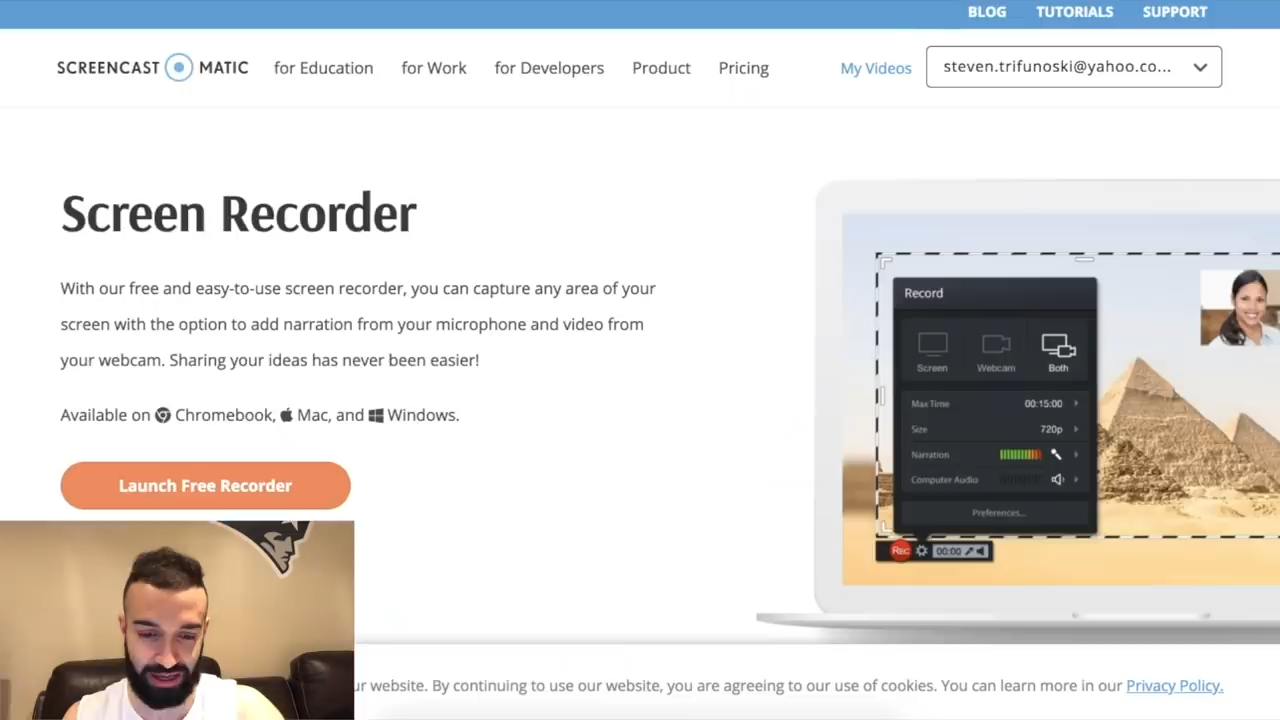 BLOG TUTORIALS SUPPORT
SCREENCAST MATIC for Education for Work for Developers Product Pricing My Videos steven.trifunoski@yahoo.co...
Screen Recorder
With our free and easy-to-use screen recorder, you can capture any area of your
screen with the option to add narration from your microphone and video from
your webcam. Sharing your ideas has never been easier!
Available on Chromebook, Mac, and Windows.
Launch Free Recorder
Record
Screen Webcam Both
Max Time 00:15:00
Size 720p
Narration
Computer Audio
Preferences...
REC 00:00
ur website. By continuing to use our website, you are agreeing to our use of cookies. You can learn more in our Privacy Policy.